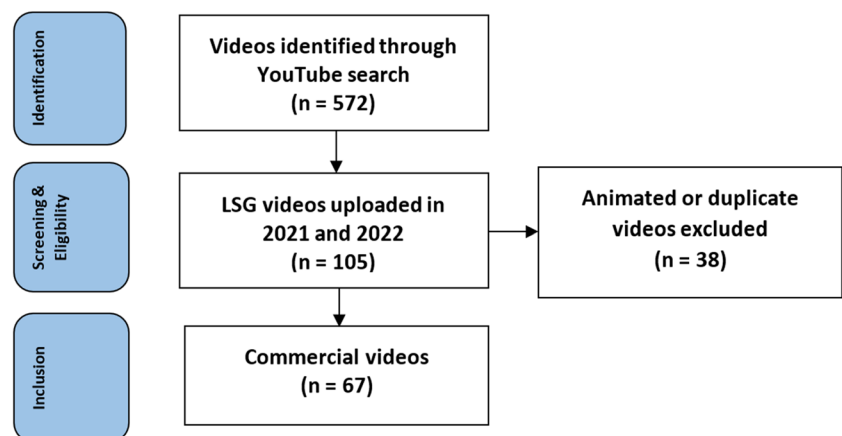 Identification
Videos identified through
YouTube search
(n = 572)
Screening &
Eligibility
LSG videos uploaded in
2021 and 2022
(n = 105)
Animated or duplicate
videos excluded
(n = 38)
Inclusion
Commercial videos
(n = 67)